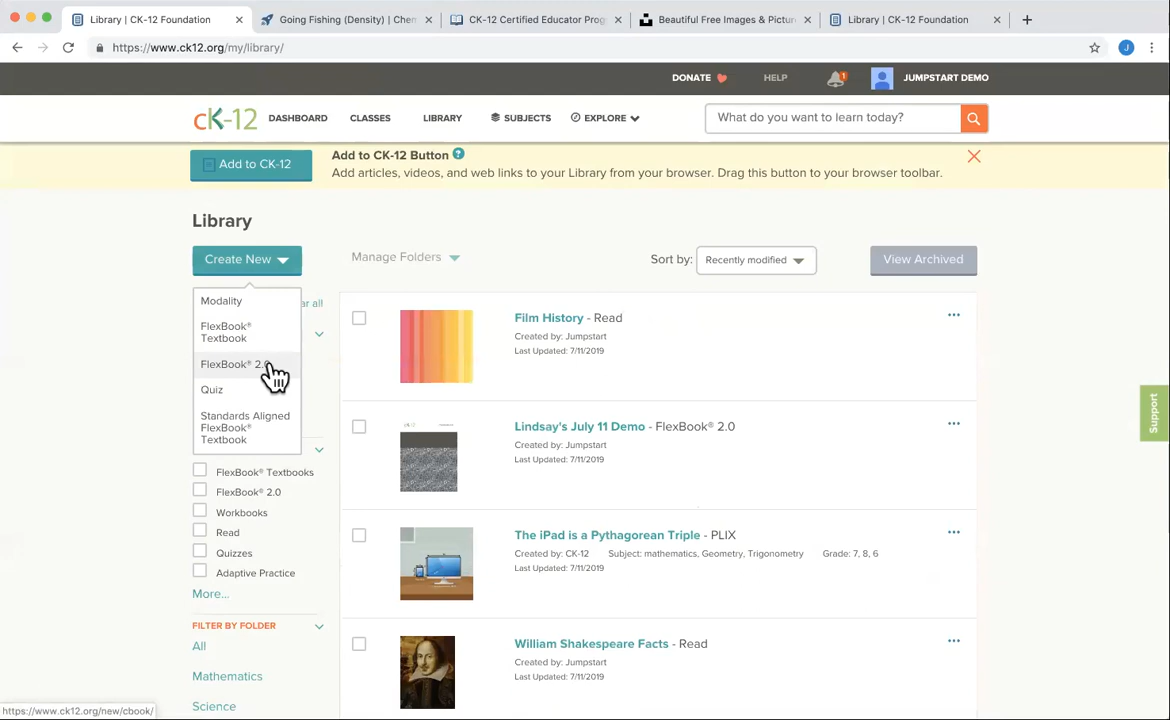 Library | CK-12 Foundation
Going Fishing (Density) | Chem
CK-12 Certified Educator Prog
Beautiful Free Images & Pictur
Library | CK-12 Foundation
https://www.ck12.org/my/library/
J
DONATE
HELP
1
JUMPSTART DEMO
cK-12
DASHBOARD
CLASSES
LIBRARY
SUBJECTS
EXPLORE
What do you want to learn today?
Add to CK-12
Add to CK-12 Button ?
Add articles, videos, and web links to your Library from your browser. Drag this button to your browser toolbar.
Library
Create New
Manage Folders
Sort by:
Recently modified
View Archived
Modality
FlexBook®
Textbook
FlexBook® 2.0
Quiz
Standards Aligned
FlexBook®
Textbook
ar all
FlexBook® Textbooks
FlexBook® 2.0
Workbooks
Read
Quizzes
Adaptive Practice
More...
FILTER BY FOLDER
All
Mathematics
Science
Film History - Read
Created by: Jumpstart
Last Updated: 7/11/2019
Lindsay's July 11 Demo - FlexBook® 2.0
Created by: Jumpstart
Last Updated: 7/11/2019
The iPad is a Pythagorean Triple - PLIX
Created by: CK-12 Subject: mathematics, Geometry, Trigonometry Grade: 7, 8, 6
Last Updated: 7/11/2019
William Shakespeare Facts - Read
Created by: Jumpstart
Last Updated: 7/11/2019
Support
https://www.ck12.org/new/cbook/